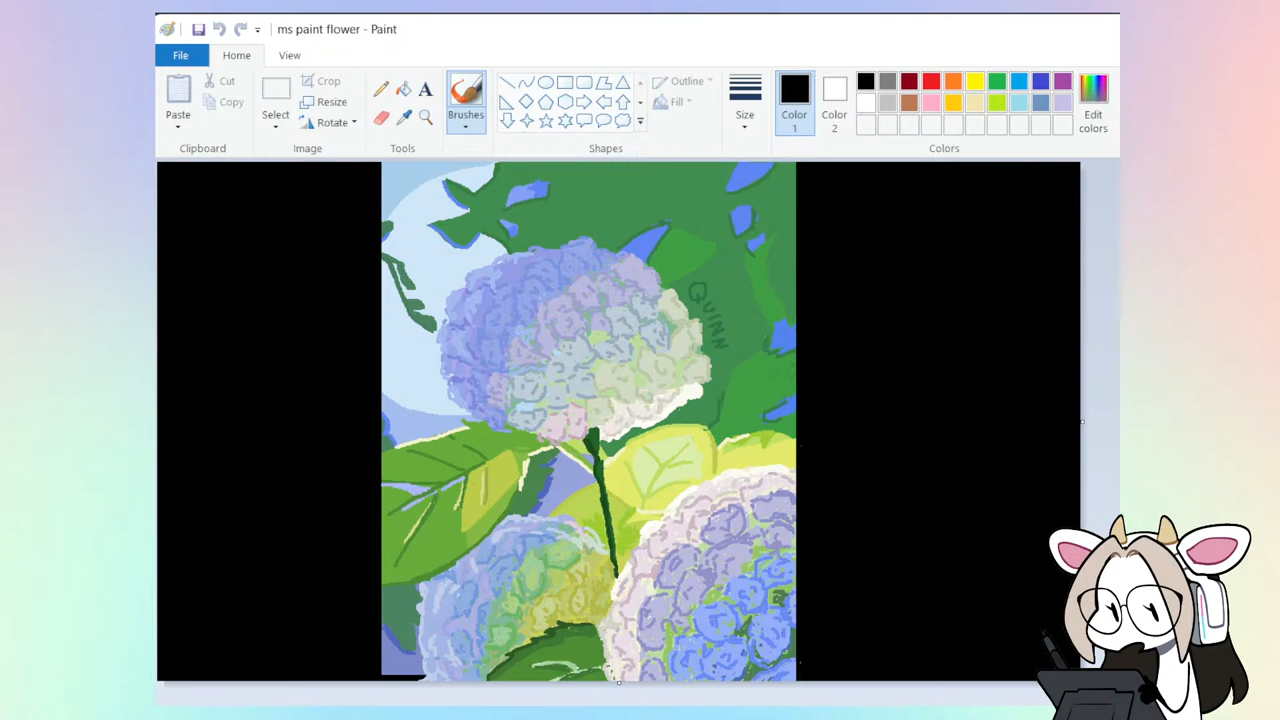 ms paint flower - Paint
File Home View
Paste
Cut
Copy
Clipboard
Select
Crop
Resize
Rotate
Image
A
Tools
Brushes
Outline
Fill
Shapes
Size
Color 1
Color 2
Edit colors
Colors
QUINN